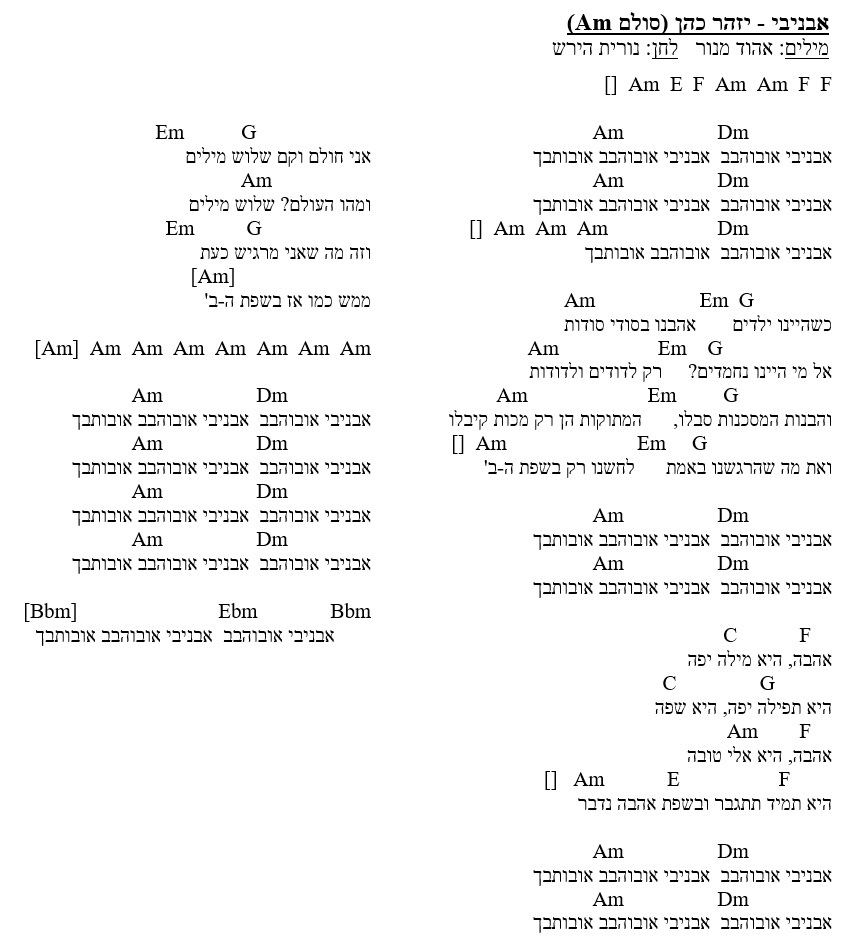 אבניבי - יזהר כהן (סולם Am)
מילים: אהוד מנור   לחן: נורית הירש
[] Am E F Am Am F F
Am Dm
אבניבי אובוהבב אבניבי אובוהבב אובותבך
Am Dm
אבניבי אובוהבב אבניבי אובוהבב אובותבך
[] Am Am Am Dm
אבניבי אובוהבב אובוהבב אובותבך
Am Em G
כשהיינו ילדים אהבנו בסודי סודות
Am Em G
אל מי היינו נחמדים? רק לדודים ולדודות
Am Em G
והבנות המסכנות סבלו, המתוקות הן רק מכות קיבלו
[] Am Em G
ואת מה שהרגשנו באמת לחשנו רק בשפת ה-ב'
Am Dm
אבניבי אובוהבב אבניבי אובוהבב אובותבך
Am Dm
אבניבי אובוהבב אבניבי אובוהבב אובותבך
C F
אהבה, היא מילה יפה
C G
היא תפילה יפה, היא שפה
Am F
אהבה, היא אלי טובה
[] Am E F
היא תמיד תתגבר ובשפת אהבה נדבר
Am Dm
אבניבי אובוהבב אבניבי אובוהבב אובותבך
Am Dm
אבניבי אובוהבב אבניבי אובוהבב אובותבך
Em G
אני חולם וקם שלוש מילים
Am
ומהו העולם? שלוש מילים
Em G
וזה מה שאני מרגיש כעת
[Am]
ממש כמו אז בשפת ה-ב'
[Am] Am Am Am Am Am Am Am
Am Dm
אבניבי אובוהבב אבניבי אובוהבב אובותבך
Am Dm
אבניבי אובוהבב אבניבי אובוהבב אובותבך
Am Dm
אבניבי אובוהבב אבניבי אובוהבב אובותבך
Am Dm
אבניבי אובוהבב אבניבי אובוהבב אובותבך
[Bbm] Ebm Bbm
אבניבי אובוהבב אבניבי אובוהבב אובותבך